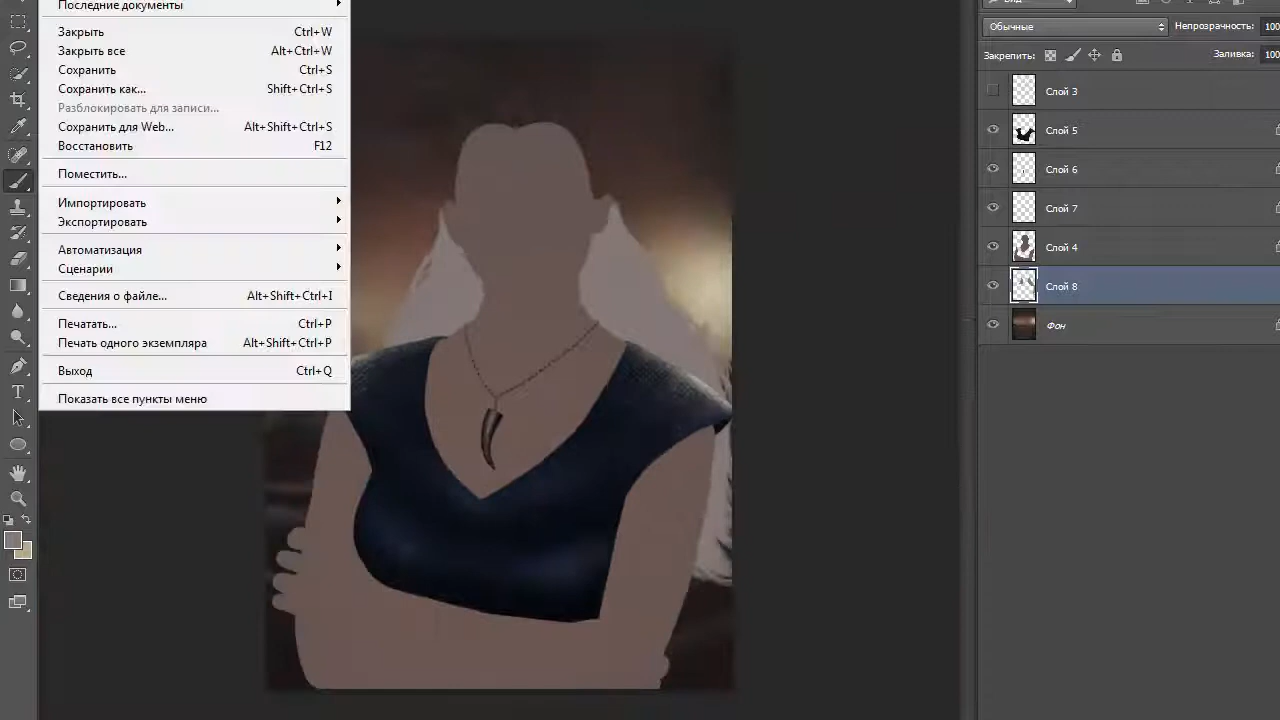 Последние документы
Закрыть Ctrl+W
Закрыть все Alt+Ctrl+W
Сохранить Ctrl+S
Сохранить как... Shift+Ctrl+S
Разблокировать для записи...
Сохранить для Web... Alt+Shift+Ctrl+S
Восстановить F12
Поместить...
Импортировать
Экспортировать
Автоматизация
Сценарии
Сведения о файле... Alt+Shift+Ctrl+I
Печатать... Ctrl+P
Печать одного экземпляра Alt+Shift+Ctrl+P
Выход Ctrl+Q
Показать все пункты меню
Обычные Непрозрачность: 100
Закрепить: Заливка: 100
Слой 3
Слой 5
Слой 6
Слой 7
Слой 4
Слой 8
Фон